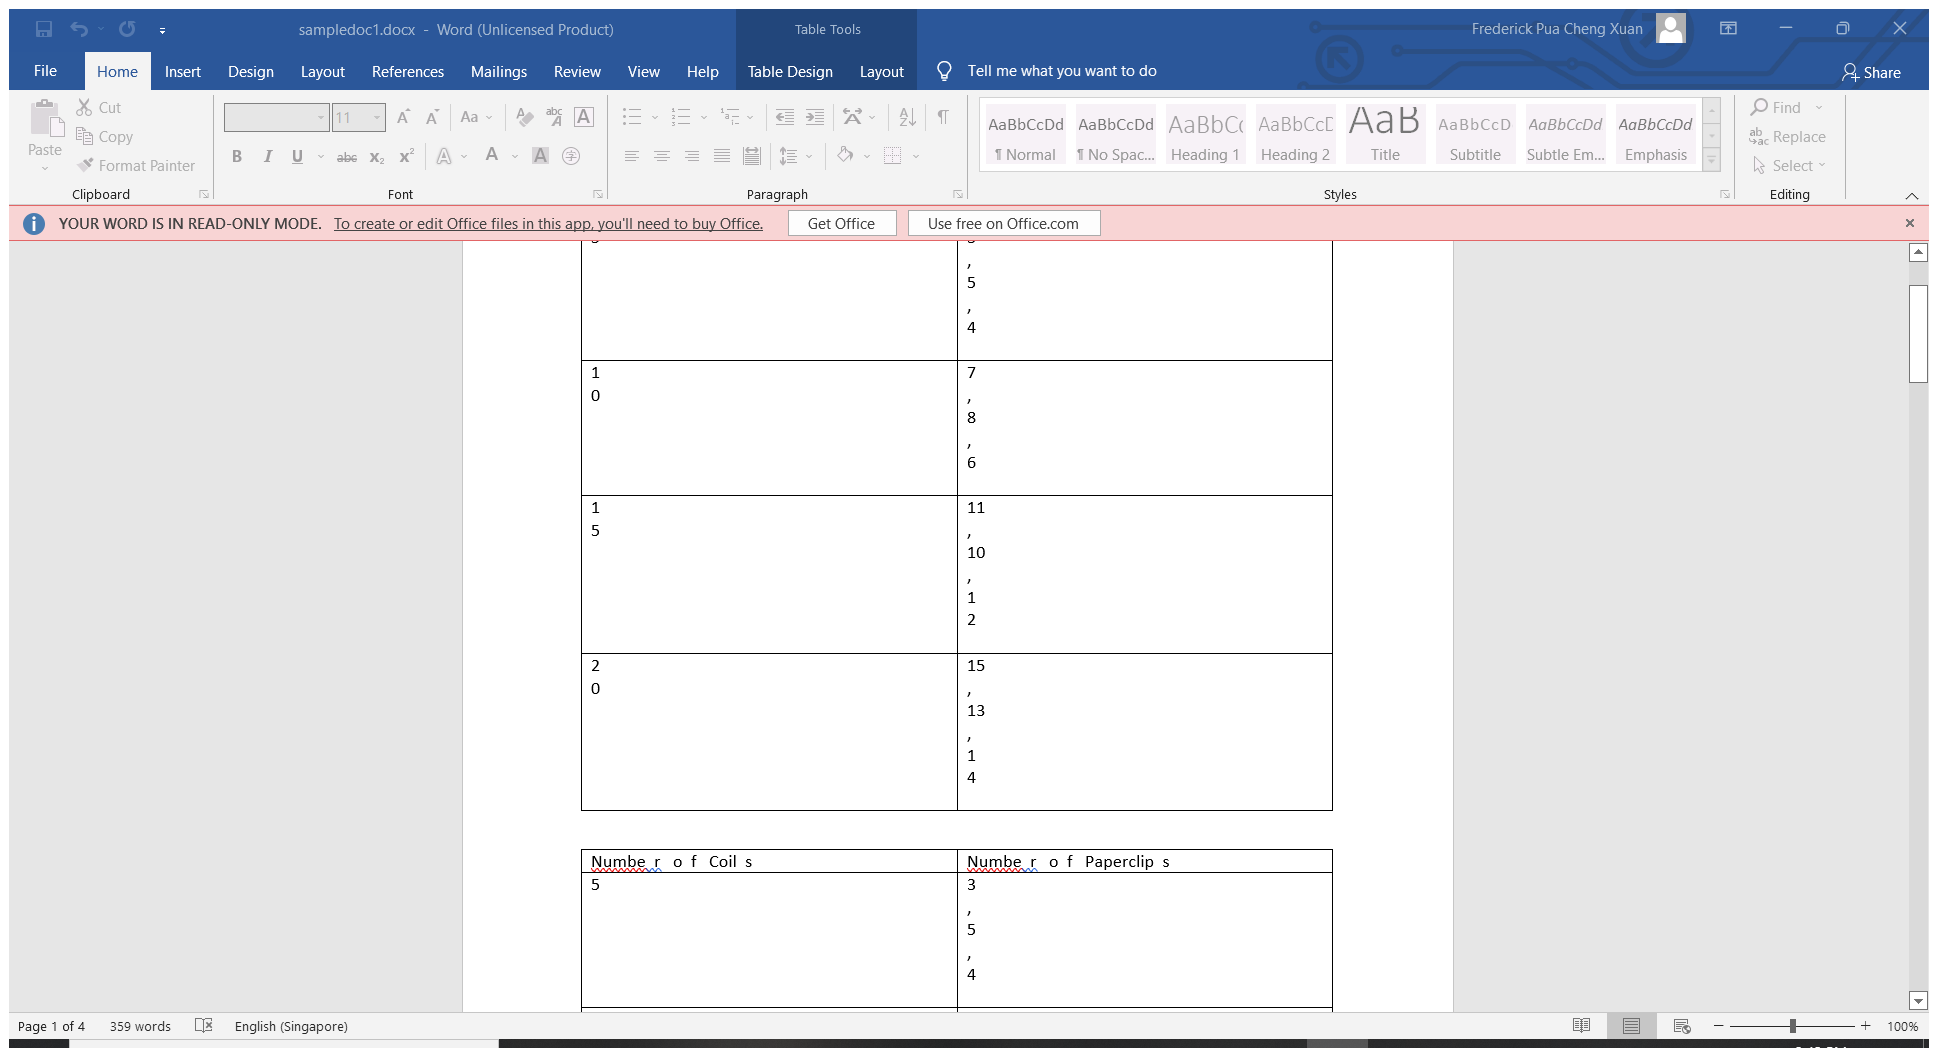 sampledoc1.docx - Word (Unlicensed Product)
Table Tools
Frederick Pua Cheng Xuan
File Home Insert Design Layout References Mailings Review View Help Table Design Layout Tell me what you want to do Share
Paste
Cut
Copy
Format Painter
Clipboard
11
Aa
B I U abc X₂ X²
Font
Paragraph
AaBbCcDd AaBbCcDd AaBbCc AaBbCcD AaB AaBbCcD AaBbCcDd AaBbCcDd
¶ Normal ¶ No Spac... Heading 1 Heading 2 Title Subtitle Subtle Em... Emphasis
Styles
Find
Replace
Select
Editing
YOUR WORD IS IN READ-ONLY MODE. To create or edit Office files in this app, you'll need to buy Office. Get Office Use free on Office.com
,
5
,
4
1
0
7
,
8
,
6
1
5
11
,
10
,
1
2
2
0
15
,
13
,
1
4
Numbe r o f Coil s
Numbe r o f Paperclip s
5
3
,
5
,
4
Page 1 of 4 359 words English (Singapore) 100%